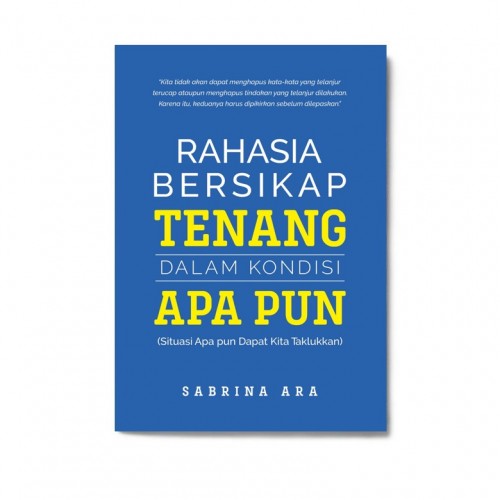 "Kita tidak akan dapat menghapus kata-kata yang telanjur
terucap ataupun menghapus tindakan yang telanjur dilakukan.
Karena itu, keduanya harus dipikirkan sebelum dilepaskan"
RAHASIA
BERSIKAP
TENANG
DALAM KONDISI
APA PUN
(Situasi Apa pun Dapat Kita Taklukkan)
SABRINA ARA